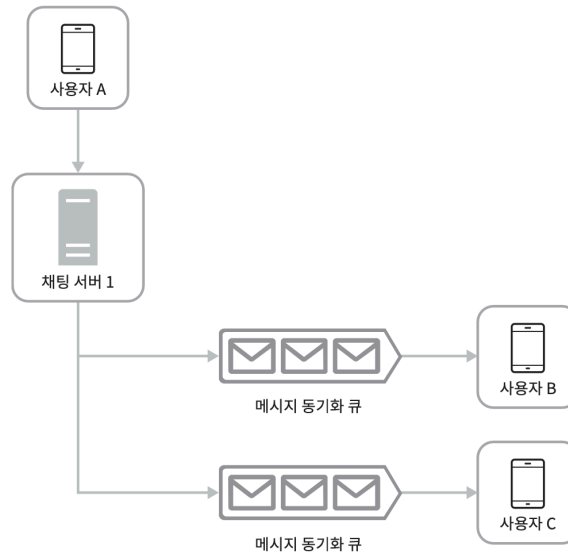 사용자 A
채팅 서버 1
메시지 동기화 큐
사용자 B
메시지 동기화 큐
사용자 C